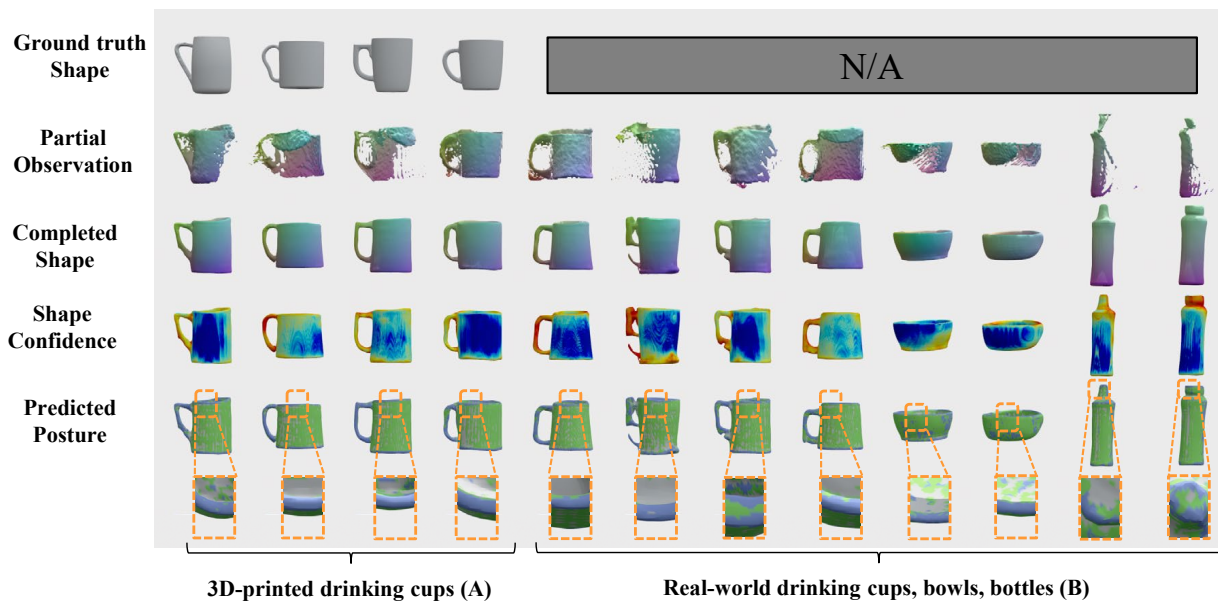 Ground truth
Shape
N/A
Partial
Observation
Completed
Shape
Shape
Confidence
Predicted
Posture
3D-printed drinking cups (A)
Real-world drinking cups, bowls, bottles (B)